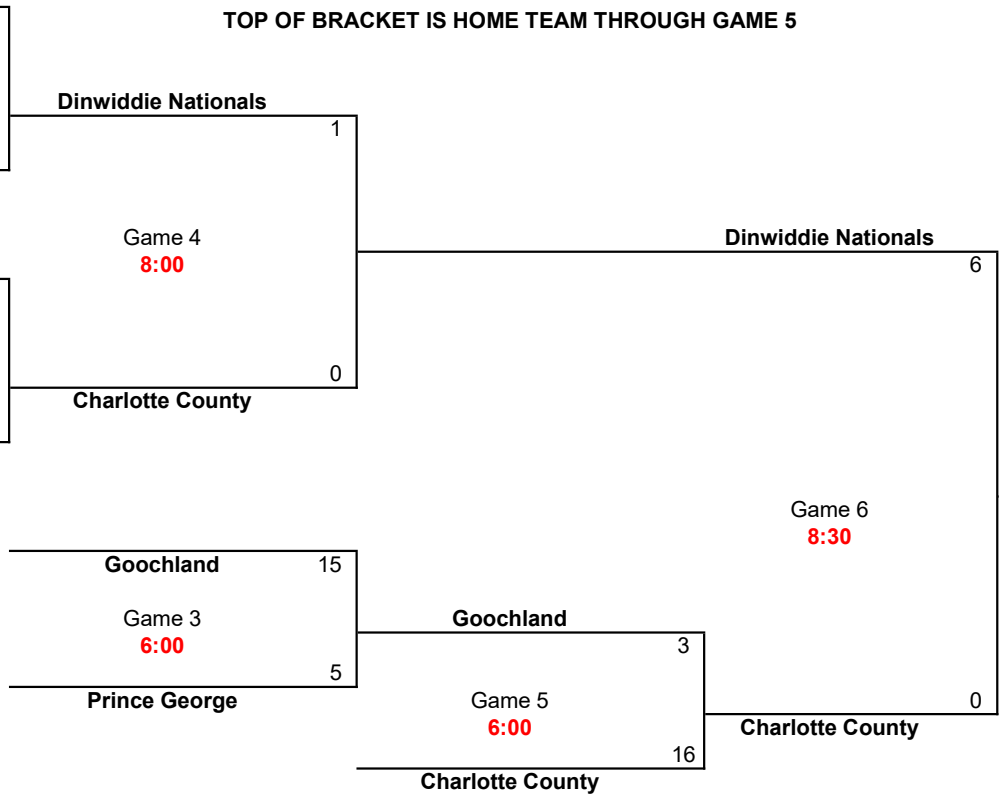 TOP OF BRACKET IS HOME TEAM THROUGH GAME 5
Dinwiddie Nationals
1
Game 4
8:00
0
Charlotte County
Dinwiddie Nationals
6
Game 6
8:30
0
Charlotte County
Goochland
15
Game 3
6:00
5
Prince George
Goochland
3
Game 5
6:00
16
Charlotte County